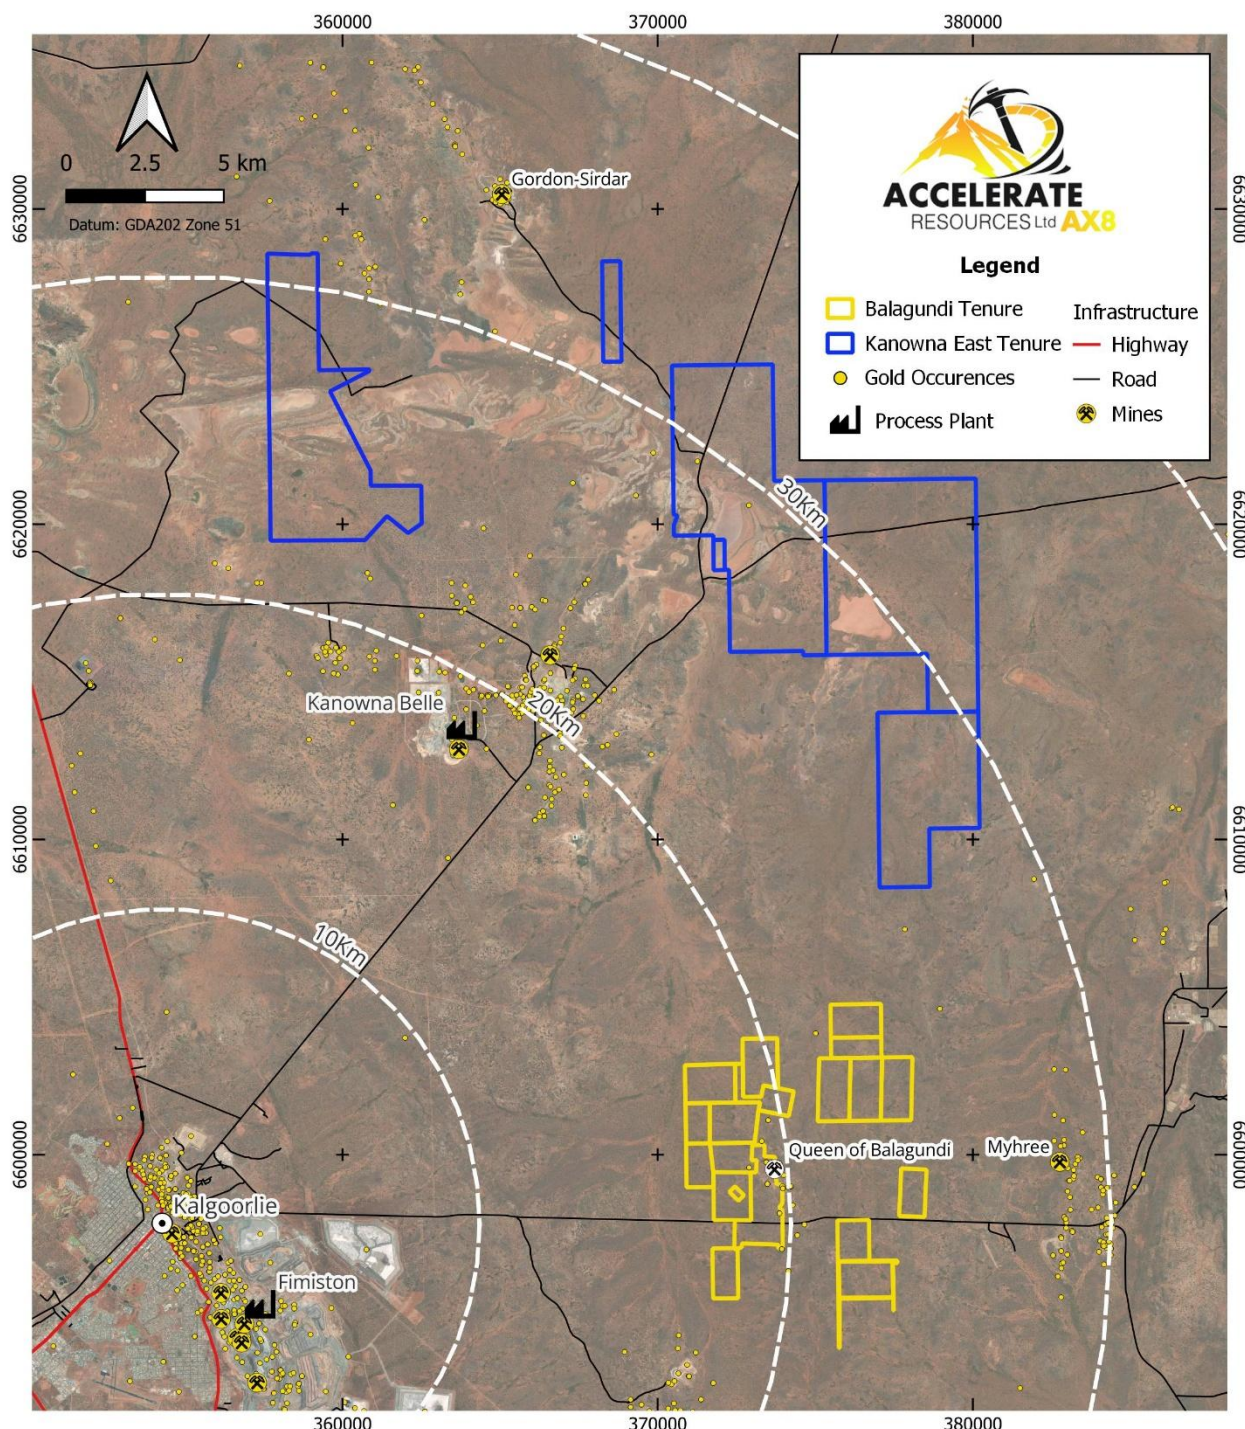 360000
370000
380000
0
2.5
5 km
Datum: GDA202 Zone 51
ACCELERATE
RESOURCES Ltd AX8
Legend
Balagundi Tenure
Kanowna East Tenure
Gold Occurences
Process Plant
Infrastructure
Highway
Road
Mines
Gordon-Sirdar
6630000
6630000
30Km
6620000
6620000
Kanowna Belle
20Km
6610000
6610000
10Km
Queen of Balagundi
Myhree
6600000
6600000
Kalgoorlie
Fimiston
360000
370000
380000